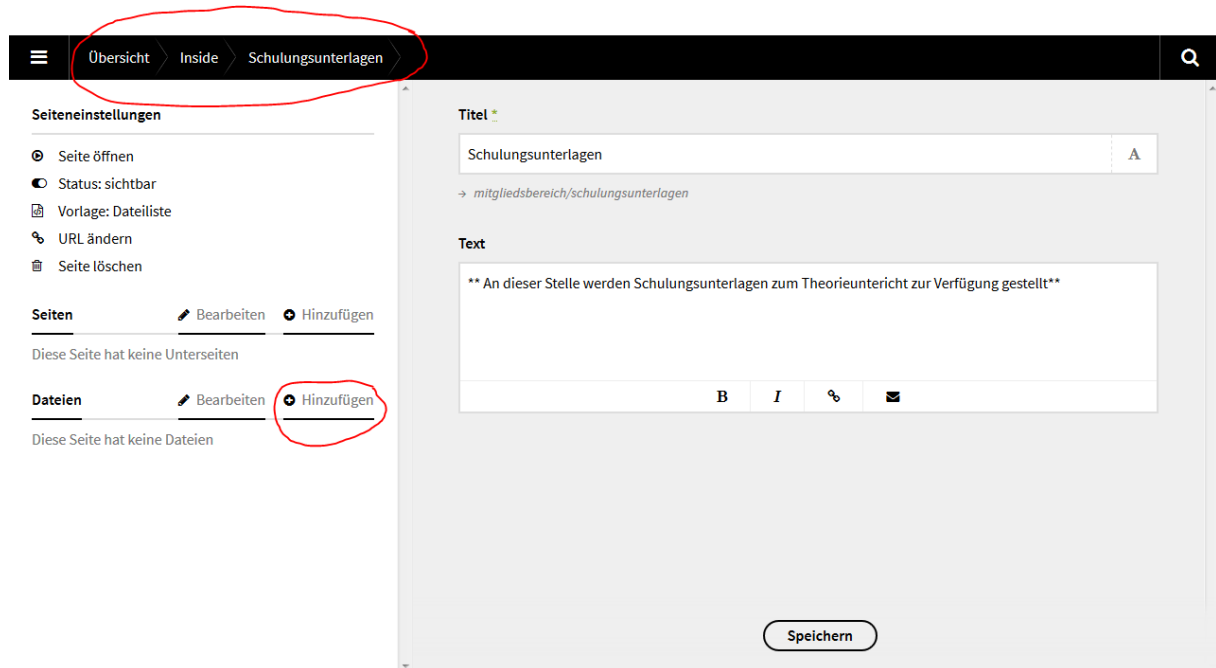 Übersicht Inside Schulungsunterlagen
Seiteneinstellungen
Seite öffnen
Status: sichtbar
Vorlage: Dateiliste
URL ändern
Seite löschen
Seiten Bearbeiten Hinzufügen
Diese Seite hat keine Unterseiten
Dateien Bearbeiten Hinzufügen
Diese Seite hat keine Dateien
Titel *
Schulungsunterlagen A
→ mitgliedsbereich/schulungsunterlagen
Text
** An dieser Stelle werden Schulungsunterlagen zum Theorieuntericht zur Verfügung gestellt**
B I
Speichern